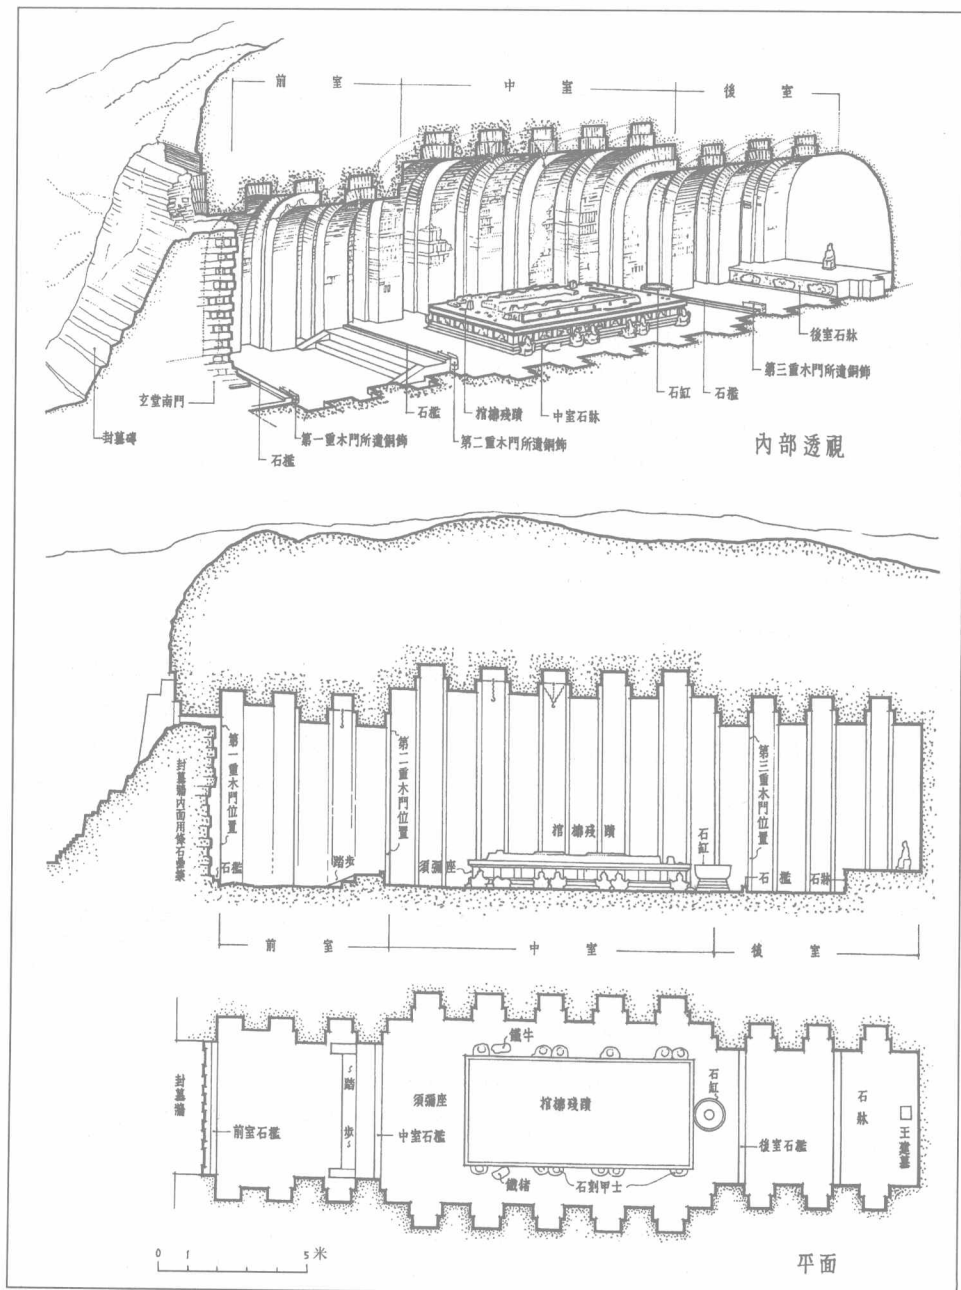 前室
中室
後室
後室石牀
第三重木門所遺銅飾
石缸
石檻
玄堂南門
石檻
棺槨殘蹟
中室石牀
封墓磚
第一重木門所遺銅飾
第二重木門所遺銅飾
石檻
內部透視
第一重木門位置
第二重木門位置
第三重木門位置
封墓牆內面用條石疊築
棺槨殘蹟
石缸
石檻
踏步
須彌座
石檻
石牀
前室
中室
後室
鐵牛
封墓牆
踏步
須彌座
棺槨殘蹟
石缸
石牀
王建墓
前室石檻
中室石檻
後室石檻
鐵猪
石刻甲士
0 1 5米
平面